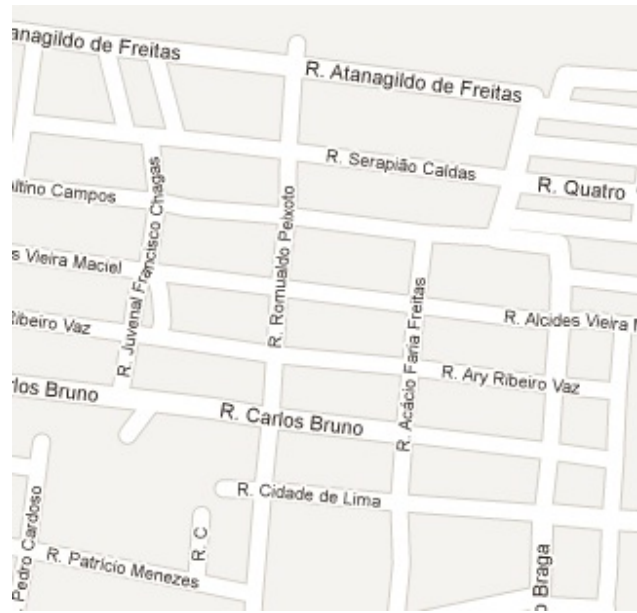 anagildo de Freitas
R. Atanagildo de Freitas
R. Serapião Caldas
R. Quatro
ltino Campos
R. Juvenal Francisco Chagas
R. Romualdo Peixoto
s Vieira Maciel
R. Acácio Faria Freitas
R. Alcides Vieira M
Ribeiro Vaz
R. Ary Ribeiro Vaz
los Bruno
R. Carlos Bruno
R. Cidade de Lima
Pedro Cardoso
R. C
R. Patrício Menezes
o Braga